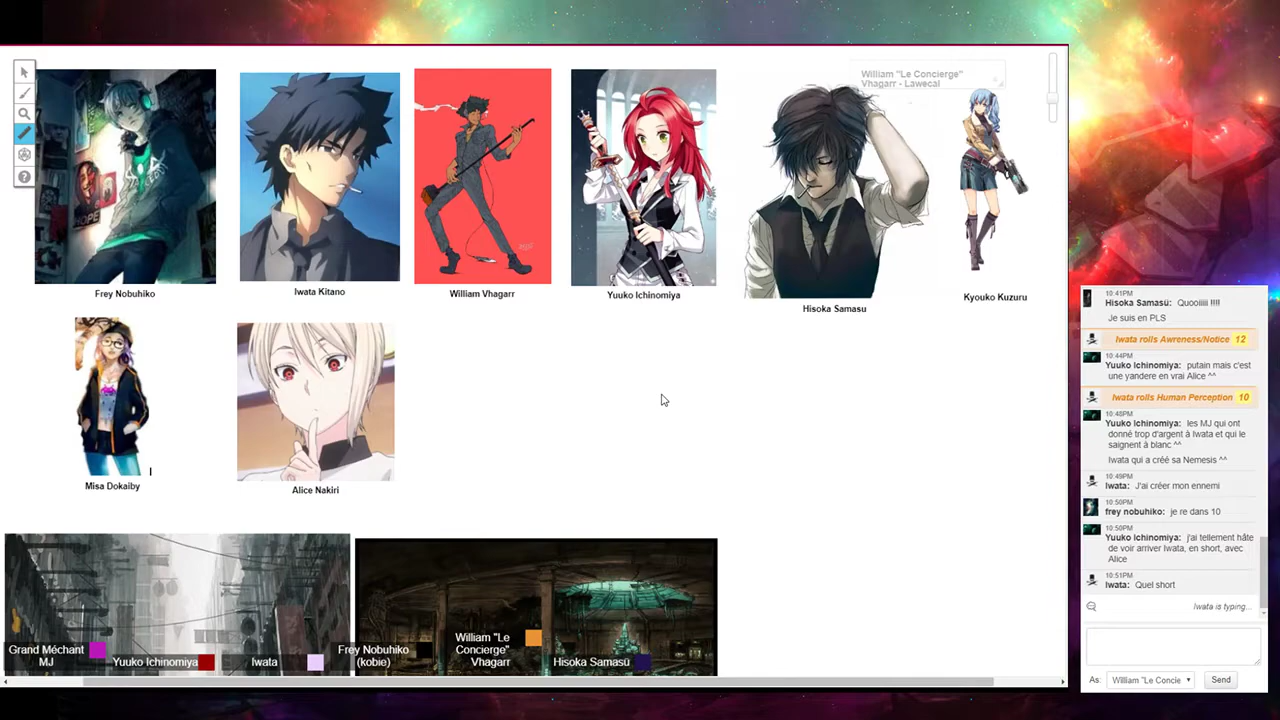 William "Le Concierge"
Vhagarr - Lawecal
HOPE
Frey Nobuhiko
Iwata Kitano
William Vhagarr
Yuuko Ichinomiya
Hisoka Samasu
Kyouko Kuzuru
Misa Dokaiby
Alice Nakiri
Grand Méchant
MJ
Yuuko Ichinomiya
Iwata
Frey Nobuhiko
(kobie)
William "Le
Concierge"
Vhagarr
Hisoka Samasü
10:41PM
Hisoka Samasü: Quooiiiii !!!!
Je suis en PLS
Iwata rolls Awreness/Notice 12
10:44PM
Yuuko Ichinomiya: putain mais c'est
une yandere en vrai Alice ^^
Iwata rolls Human Perception 10
10:48PM
Yuuko Ichinomiya: les MJ qui ont
donné trop d'argent à Iwata et qui le
saignent à blanc ^^
Iwata qui a créé sa Nemesis ^^
10:49PM
Iwata: J'ai créer mon ennemi
10:50PM
frey nobuhiko: je re dans 10
10:50PM
Yuuko Ichinomiya: j'ai tellement hâte
de voir arriver Iwata, en short, avec
Alice
10:51PM
Iwata: Quel short
Iwata is typing...
As: William "Le Concie
Send